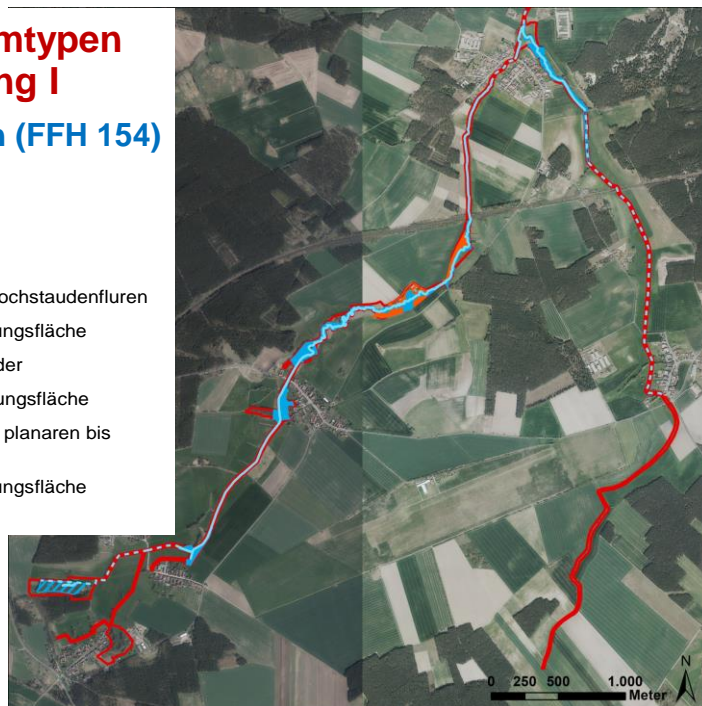 mtypen
ng I
n (FFH 154)
ochstaudenfluren
ungsfläche
der
ungsfläche
planaren bis
ungsfläche
0 250 500 1.000
Meter
N